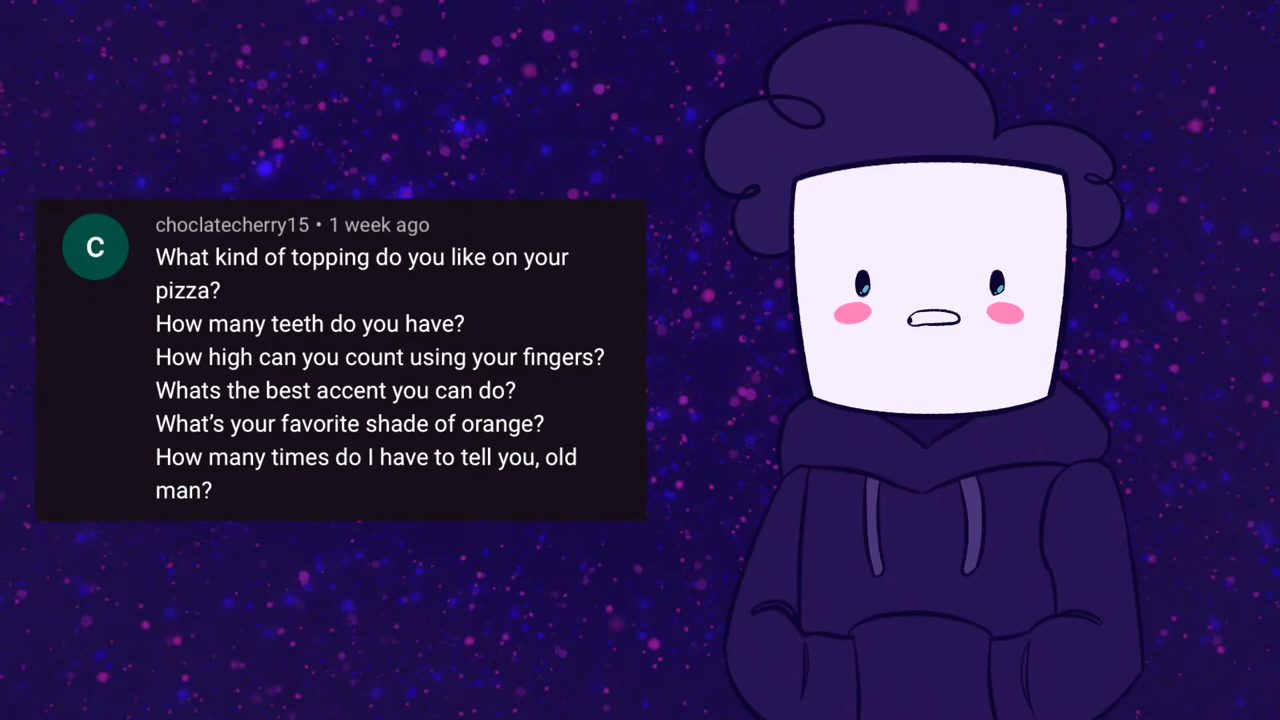 C
choclatecherry15 • 1 week ago
What kind of topping do you like on your
pizza?
How many teeth do you have?
How high can you count using your fingers?
Whats the best accent you can do?
What’s your favorite shade of orange?
How many times do I have to tell you, old
man?